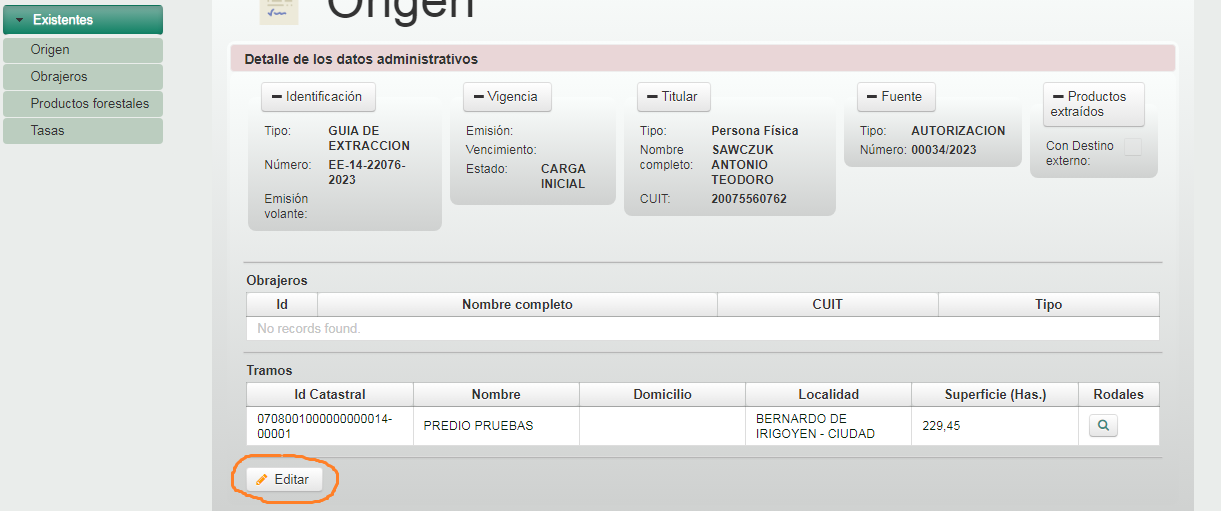 Origen
Existentes
Origen
Obrajeros
Productos forestales
Tasas
Detalle de los datos administrativos
Identificación
Tipo: GUIA DE
EXTRACCION
Número: EE-14-22076-
2023
Emisión
volante:
Vigencia
Emisión:
Vencimiento:
Estado: CARGA
INICIAL
Titular
Tipo: Persona Física
Nombre SAWCZUK
completo: ANTONIO
TEODORO
CUIT: 20075560762
Fuente
Tipo: AUTORIZACION
Número: 00034/2023
Productos
extraídos
Con Destino
externo:
Obrajeros
Id Nombre completo CUIT Tipo
No records found.
Tramos
Id Catastral Nombre Domicilio Localidad Superficie (Has.) Rodales
0708001000000000014-
00001
PREDIO PRUEBAS
BERNARDO DE
IRIGOYEN - CIUDAD
229,45
Editar